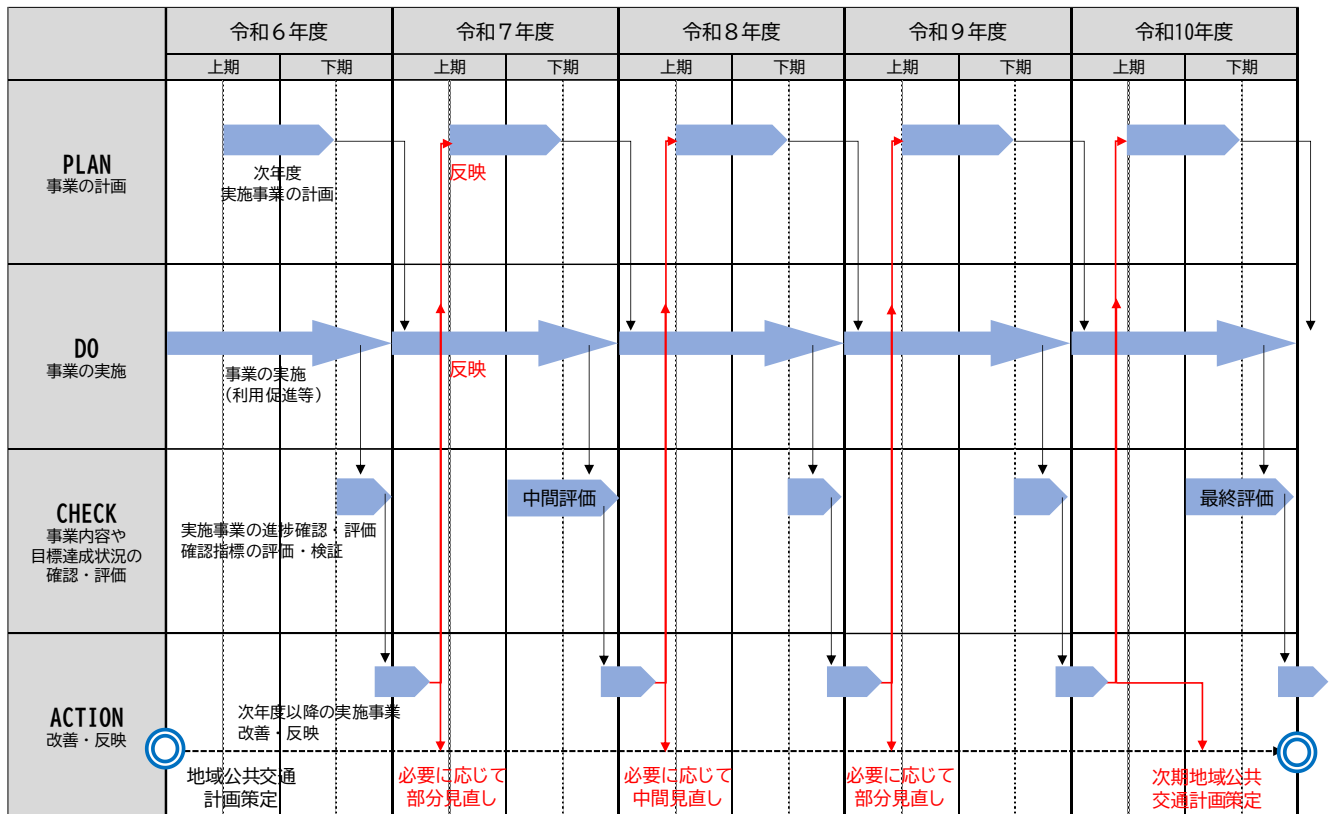 令和6年度
令和7年度
令和8年度
令和9年度
令和10年度
上期
下期
上期
下期
上期
下期
上期
下期
上期
下期
PLAN
事業の計画
次年度
実施事業の計画
反映
DO
事業の実施
事業の実施
(利用促進等)
反映
CHECK
事業内容や
目標達成状況の
確認・評価
実施事業の進捗確認・評価
確認指標の評価・検証
中間評価
最終評価
ACTION
改善・反映
次年度以降の実施事業
改善・反映
地域公共交通
計画策定
必要に応じて
部分見直し
必要に応じて
中間見直し
必要に応じて
部分見直し
次期地域公共
交通計画策定